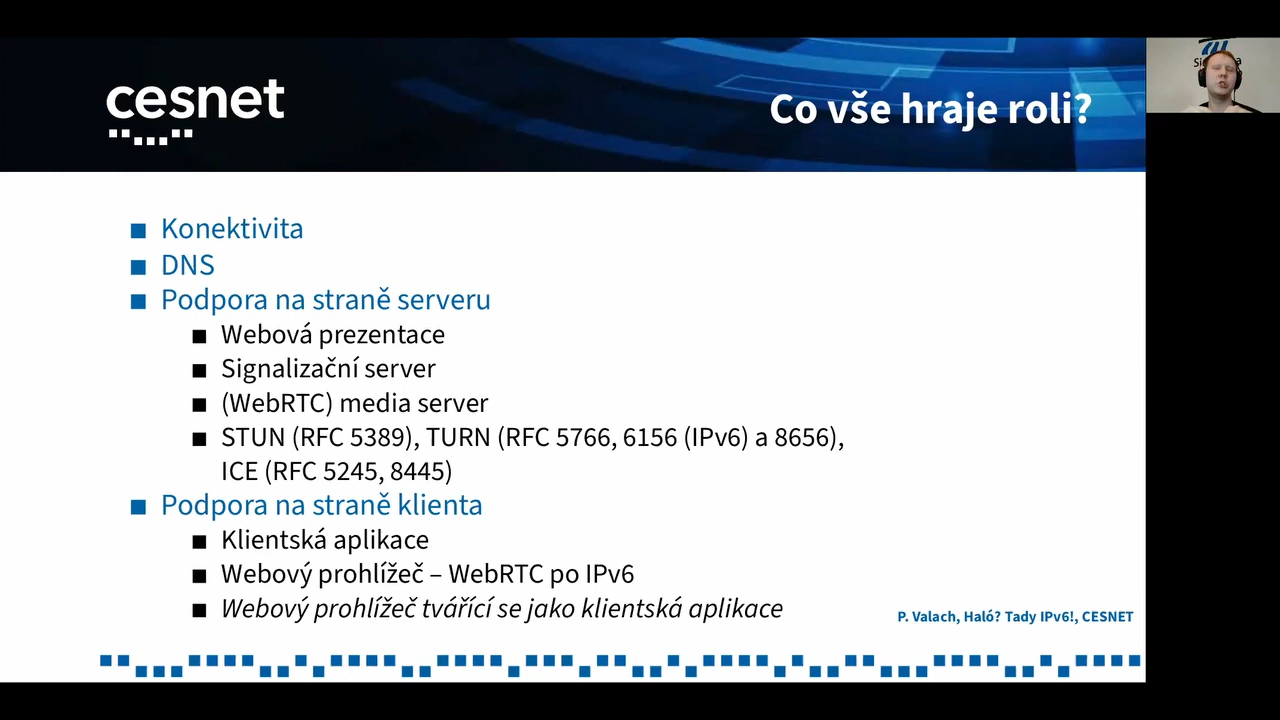 cesnet
Co vše hraje roli?
Konektivita
DNS
Podpora na straně serveru
Webová prezentace
Signalizační server
(WebRTC) media server
STUN (RFC 5389), TURN (RFC 5766, 6156 (IPv6) a 8656),
ICE (RFC 5245, 8445)
Podpora na straně klienta
Klientská aplikace
Webový prohlížeč – WebRTC po IPv6
Webový prohlížeč tvářící se jako klientská aplikace
P. Valach, Haló? Tady IPv6!, CESNET